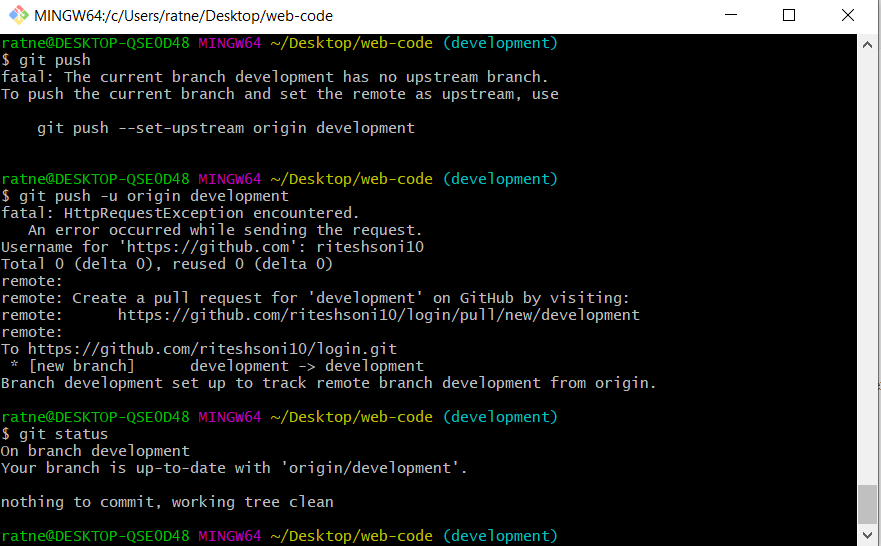 MINGW64:/c/Users/ratne/Desktop/web-code
ratne@DESKTOP-QSE0D48 MINGW64 ~/Desktop/web-code (development)
$ git push
fatal: The current branch development has no upstream branch.
To push the current branch and set the remote as upstream, use
    git push --set-upstream origin development
ratne@DESKTOP-QSE0D48 MINGW64 ~/Desktop/web-code (development)
$ git push -u origin development
fatal: HttpRequestException encountered.
   An error occurred while sending the request.
Username for 'https://github.com': riteshsoni10
Total 0 (delta 0), reused 0 (delta 0)
remote:
remote: Create a pull request for 'development' on GitHub by visiting:
remote:      https://github.com/riteshsoni10/login/pull/new/development
remote:
To https://github.com/riteshsoni10/login.git
 * [new branch]      development -> development
Branch development set up to track remote branch development from origin.
ratne@DESKTOP-QSE0D48 MINGW64 ~/Desktop/web-code (development)
$ git status
On branch development
Your branch is up-to-date with 'origin/development'.
nothing to commit, working tree clean
ratne@DESKTOP-QSE0D48 MINGW64 ~/Desktop/web-code (development)